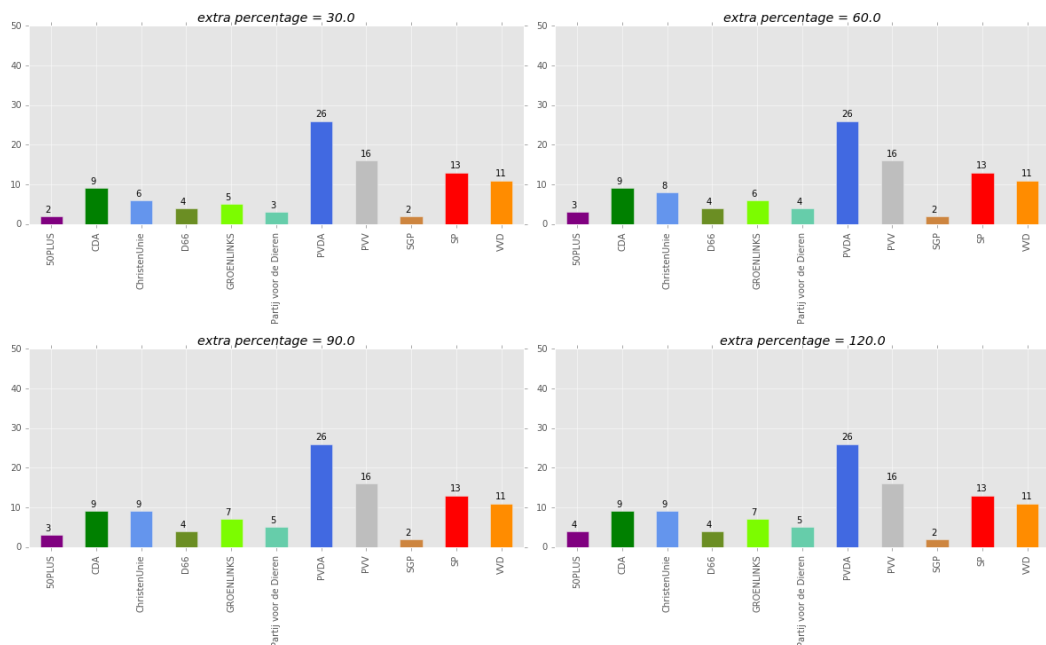 extra percentage = 30.0
50
40
30
20
10
0
2
9
6
4
5
3
26
16
2
13
11
50PLUS
CDA
ChristenUnie
D66
GROENLINKS
Partij voor de Dieren
PVDA
PVV
SGP
SP
VVD
extra percentage = 60.0
50
40
30
20
10
0
3
9
8
4
6
4
26
16
2
13
11
50PLUS
CDA
ChristenUnie
D66
GROENLINKS
Partij voor de Dieren
PVDA
PVV
SGP
SP
VVD
extra percentage = 90.0
50
40
30
20
10
0
3
9
9
4
7
5
26
16
2
13
11
50PLUS
CDA
ChristenUnie
D66
GROENLINKS
Partij voor de Dieren
PVDA
PVV
SGP
SP
VVD
extra percentage = 120.0
50
40
30
20
10
0
4
9
9
4
7
5
26
16
2
13
11
50PLUS
CDA
ChristenUnie
D66
GROENLINKS
Partij voor de Dieren
PVDA
PVV
SGP
SP
VVD